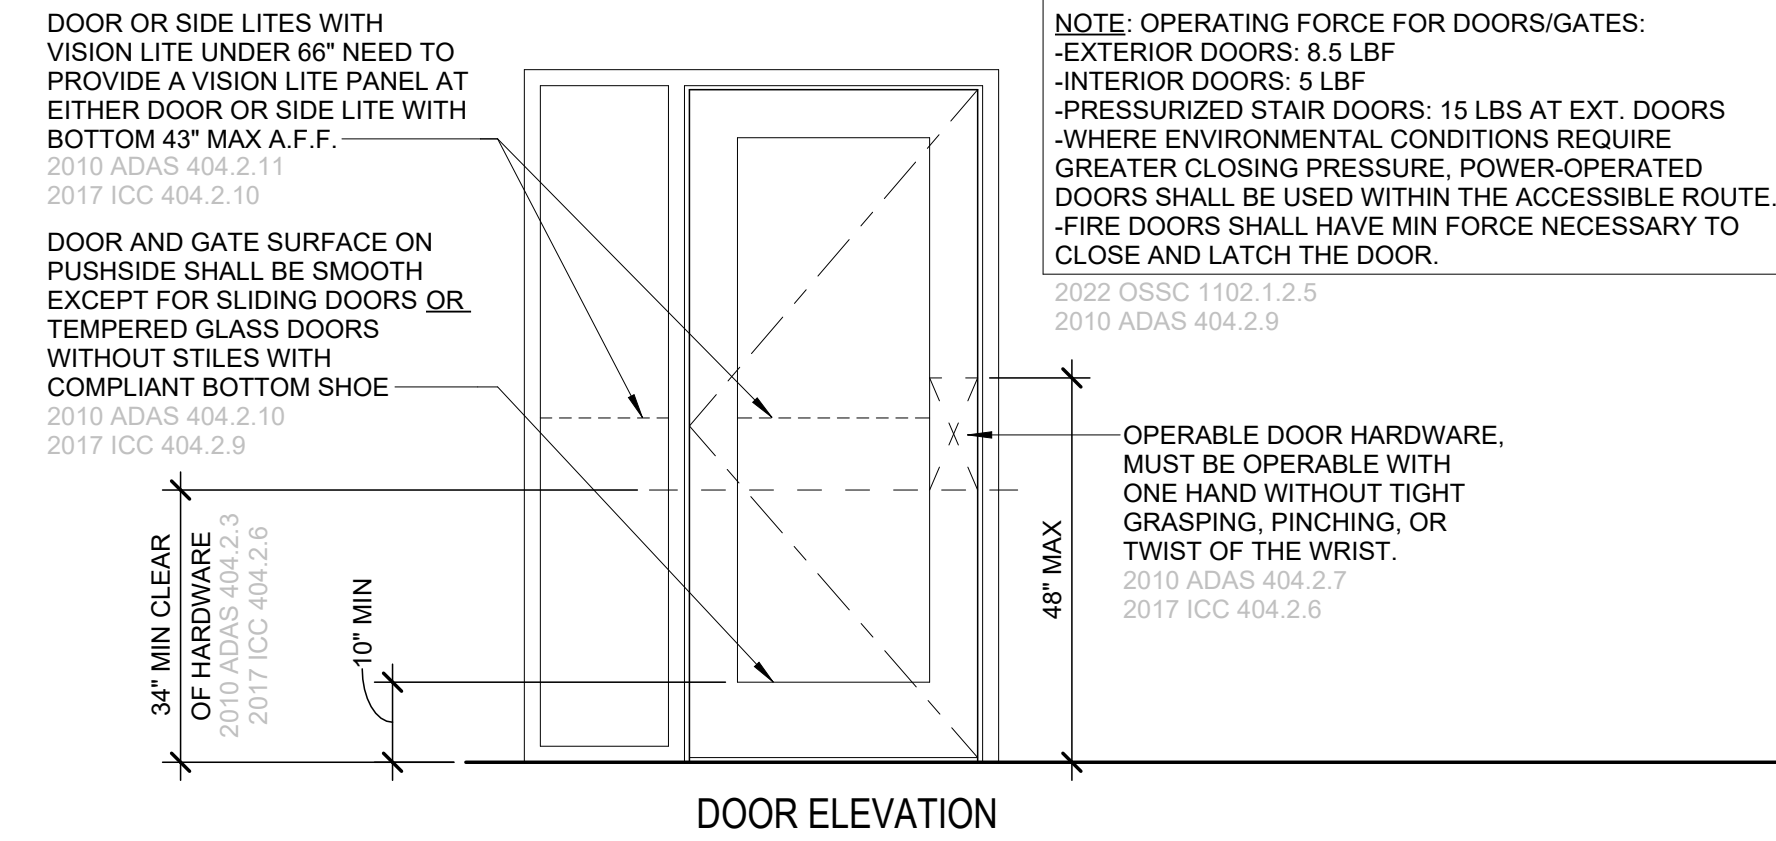 DOOR OR SIDE LITES WITH
VISION LITE UNDER 66" NEED TO
PROVIDE A VISION LITE PANEL AT
EITHER DOOR OR SIDE LITE WITH
BOTTOM 43" MAX A.F.F.
2010 ADAS 404.2.11
2017 ICC 404.2.10
DOOR AND GATE SURFACE ON
PUSHSIDE SHALL BE SMOOTH
EXCEPT FOR SLIDING DOORS OR
TEMPERED GLASS DOORS
WITHOUT STILES WITH
COMPLIANT BOTTOM SHOE
2010 ADAS 404.2.10
2017 ICC 404.2.9
34" MIN CLEAR
OF HARDWARE
2010 ADAS 404.2.3
2017 ICC 404.2.6
10" MIN
NOTE: OPERATING FORCE FOR DOORS/GATES:
-EXTERIOR DOORS: 8.5 LBF
-INTERIOR DOORS: 5 LBF
-PRESSURIZED STAIR DOORS: 15 LBS AT EXT. DOORS
-WHERE ENVIRONMENTAL CONDITIONS REQUIRE
GREATER CLOSING PRESSURE, POWER-OPERATED
DOORS SHALL BE USED WITHIN THE ACCESSIBLE ROUTE.
-FIRE DOORS SHALL HAVE MIN FORCE NECESSARY TO
CLOSE AND LATCH THE DOOR.
2022 OSSC 1102.1.2.5
2010 ADAS 404.2.9
48" MAX
OPERABLE DOOR HARDWARE,
MUST BE OPERABLE WITH
ONE HAND WITHOUT TIGHT
GRASPING, PINCHING, OR
TWIST OF THE WRIST.
2010 ADAS 404.2.7
2017 ICC 404.2.6
DOOR ELEVATION